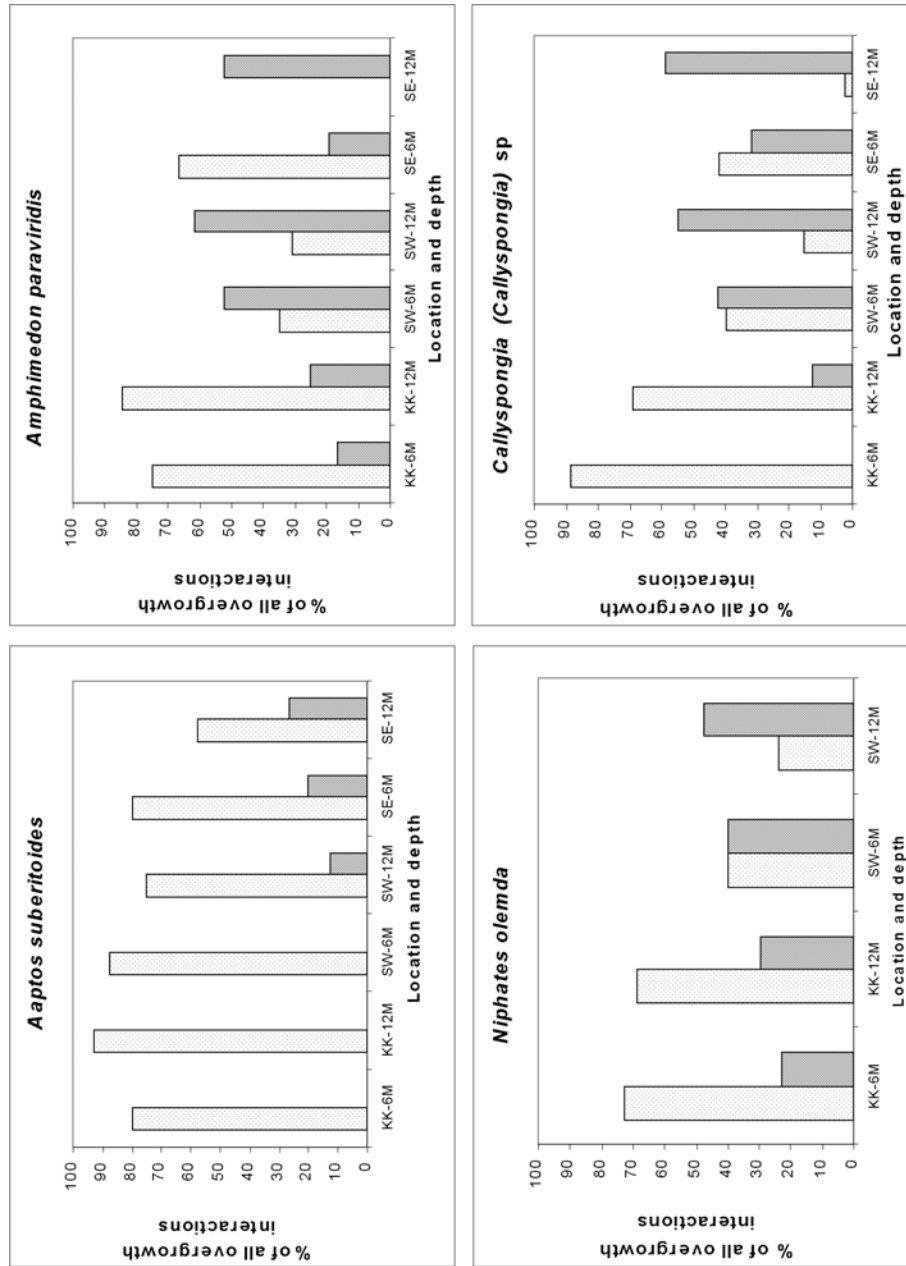 Aaptos suberitoides
% of all overgrowth
interactions
100
90
80
70
60
50
40
30
20
10
0
KK-6M
KK-12M
SW-6M
SW-12M
SE-6M
SE-12M
Location and depth
Amphimedon paraviridis
% of all overgrowth
interactions
100
90
80
70
60
50
40
30
20
10
0
KK-6M
KK-12M
SW-6M
SW-12M
SE-6M
SE-12M
Location and depth
Niphates olemda
% of all overgrowth
interactions
100
80
60
40
20
0
KK-6M
KK-12M
SW-6M
SW-12M
Location and depth
Callyspongia (Callyspongia) sp
% of all overgrowth
interactions
100
90
80
70
60
50
40
30
20
10
0
KK-6M
KK-12M
SW-6M
SW-12M
SE-6M
SE-12M
Location and depth